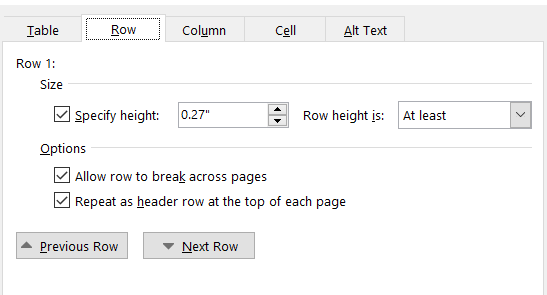 Table Row Column Cell Alt Text
Row 1:
Size
Specify height: 0.27" Row height is: At least
Options
Allow row to break across pages
Repeat as header row at the top of each page
Previous Row Next Row